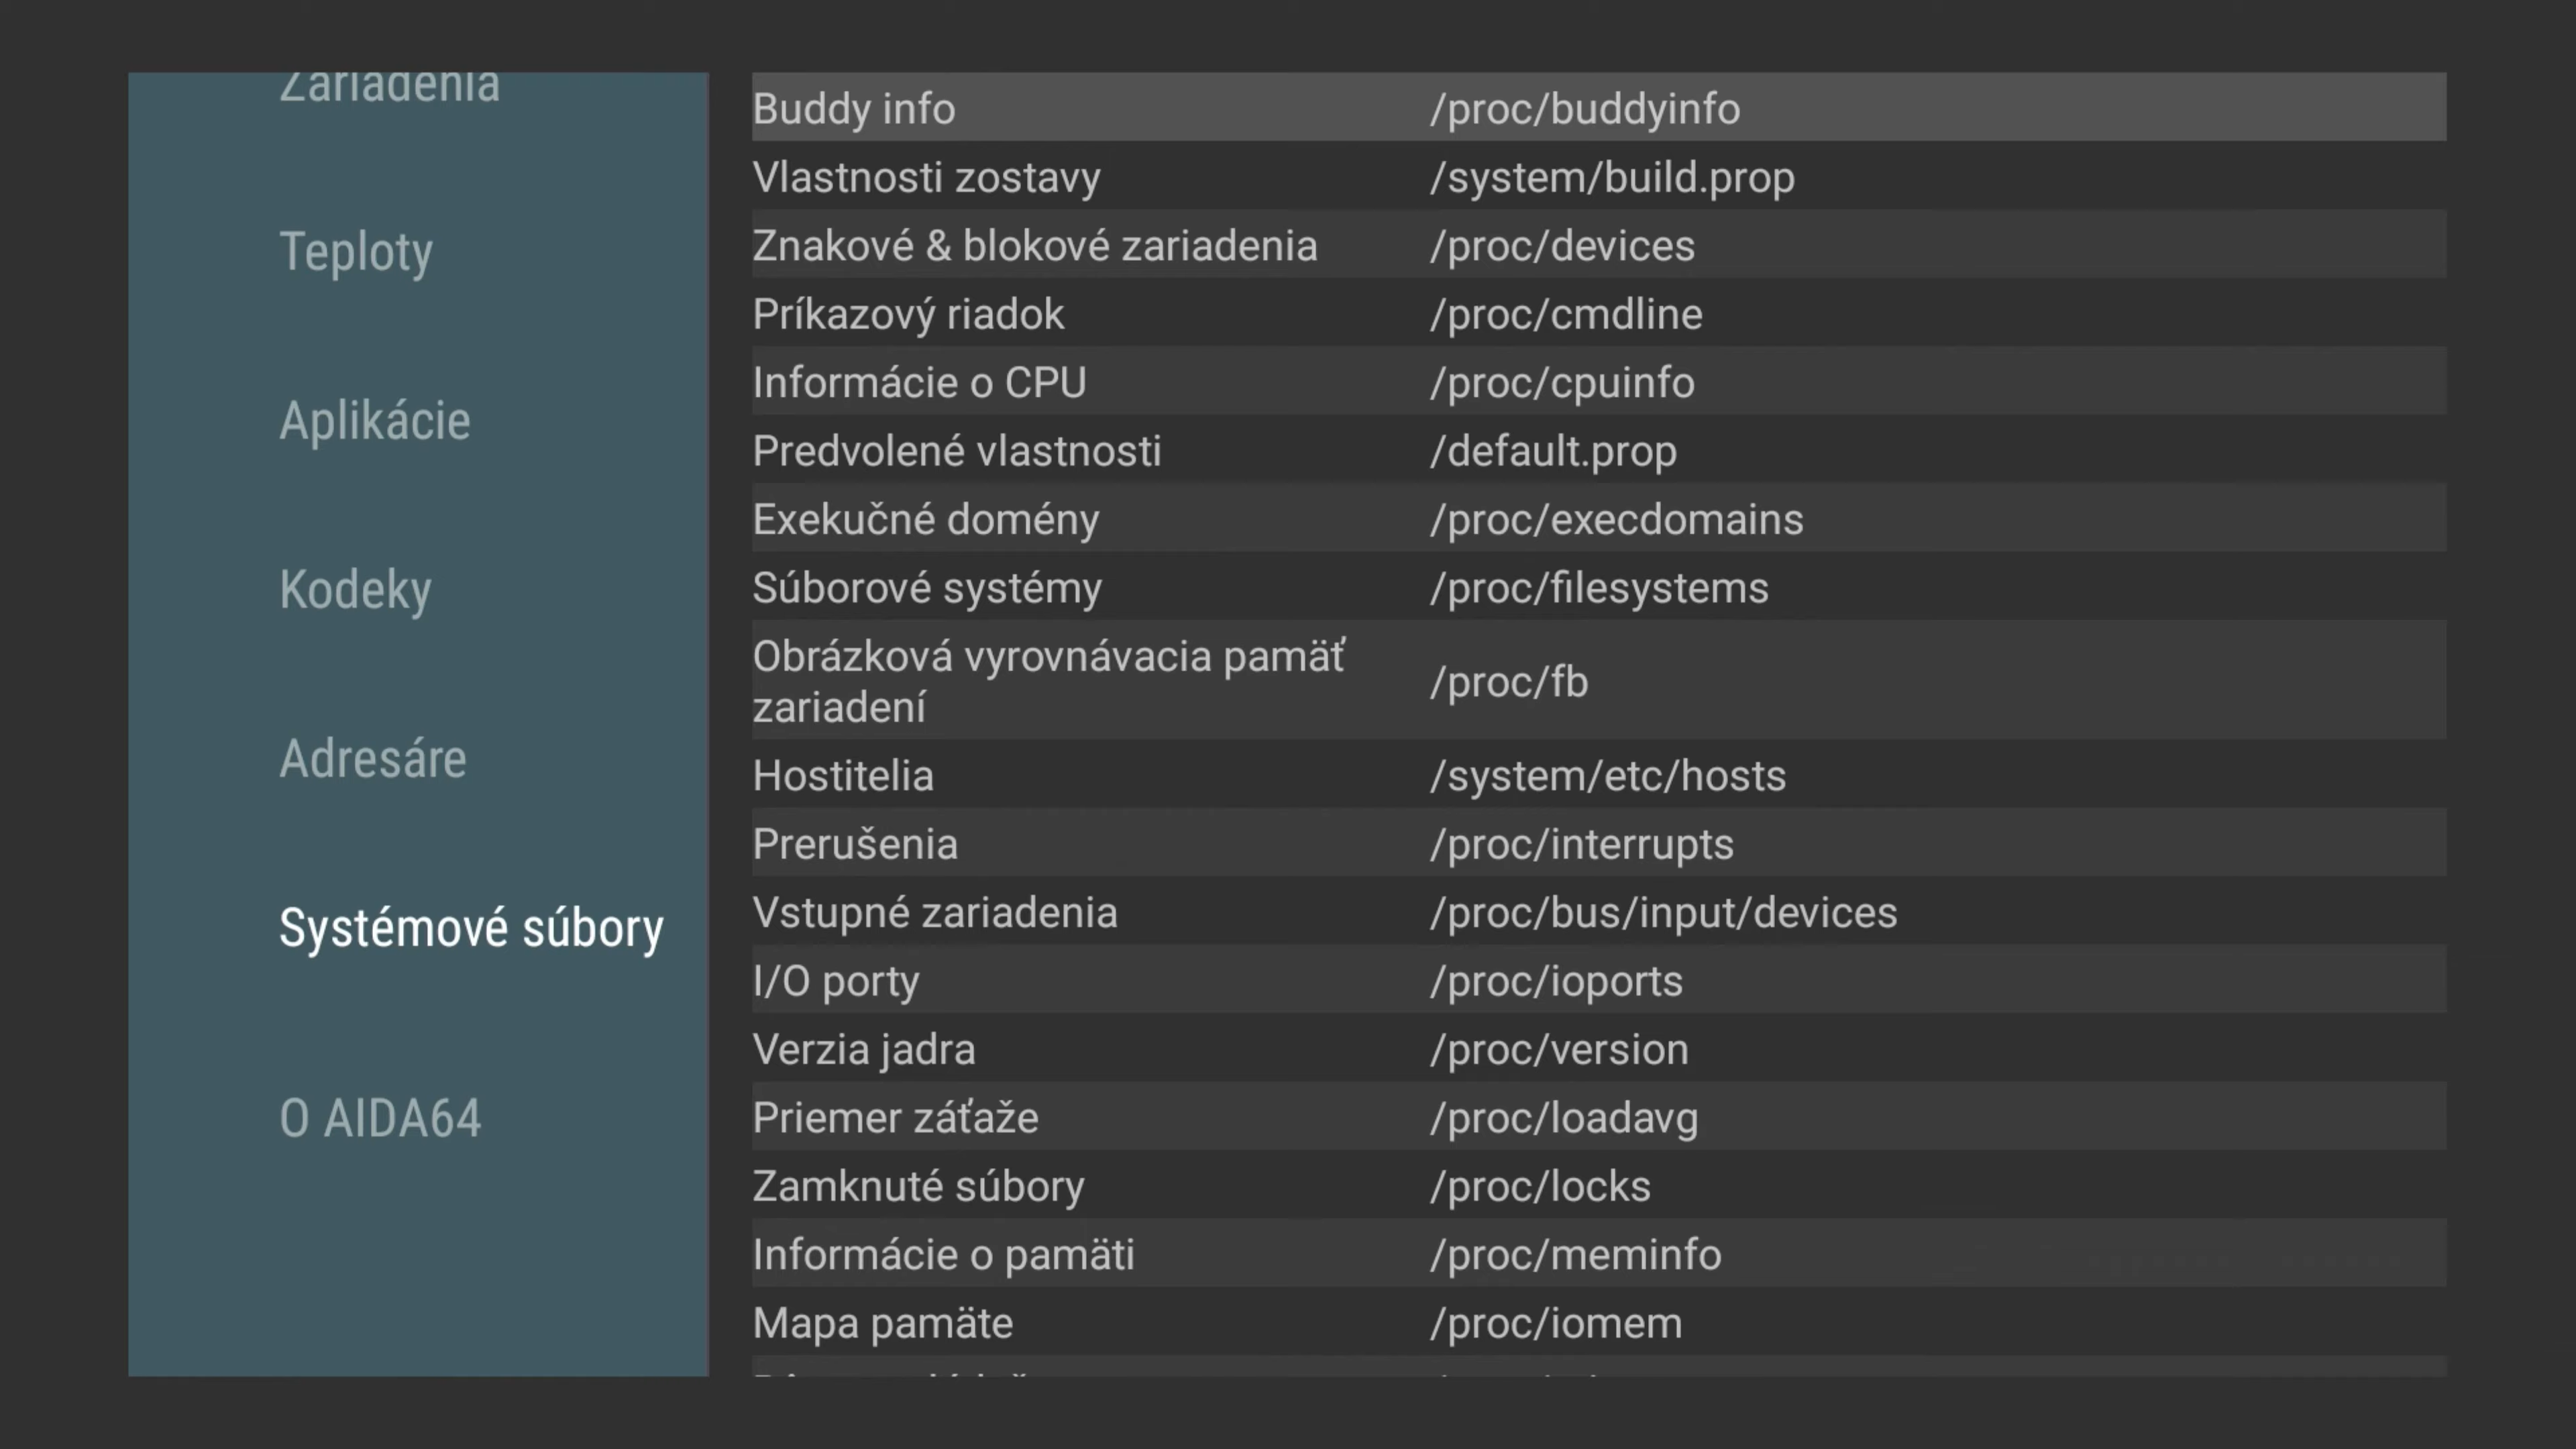 Zariadenia
Teploty
Aplikácie
Kodeky
Adresáre
Systémové súbory
O AIDA64
Buddy info /proc/buddyinfo
Vlastnosti zostavy /system/build.prop
Znakové & blokové zariadenia /proc/devices
Príkazový riadok /proc/cmdline
Informácie o CPU /proc/cpuinfo
Predvolené vlastnosti /default.prop
Exekučné domény /proc/execdomains
Súborové systémy /proc/filesystems
Obrázková vyrovnávacia pamäť
zariadení /proc/fb
Hostitelia /system/etc/hosts
Prerušenia /proc/interrupts
Vstupné zariadenia /proc/bus/input/devices
I/O porty /proc/ioports
Verzia jadra /proc/version
Priemer záťaže /proc/loadavg
Zamknuté súbory /proc/locks
Informácie o pamäti /proc/meminfo
Mapa pamäte /proc/iomem